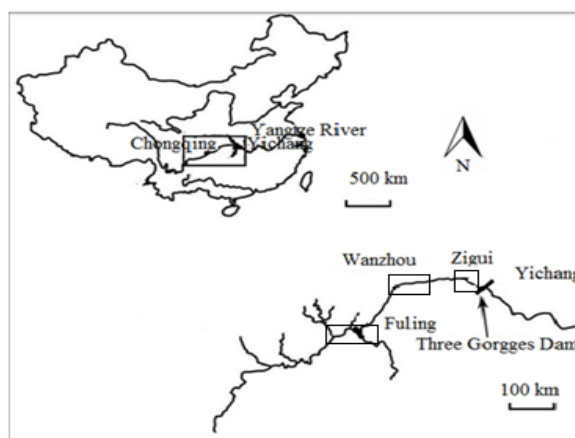 Yangtze River
Chongqing
Yichang
N
500 km
Wanzhou
Zigui
Yichang
Fuling
Three Gorgges Dam
100 km